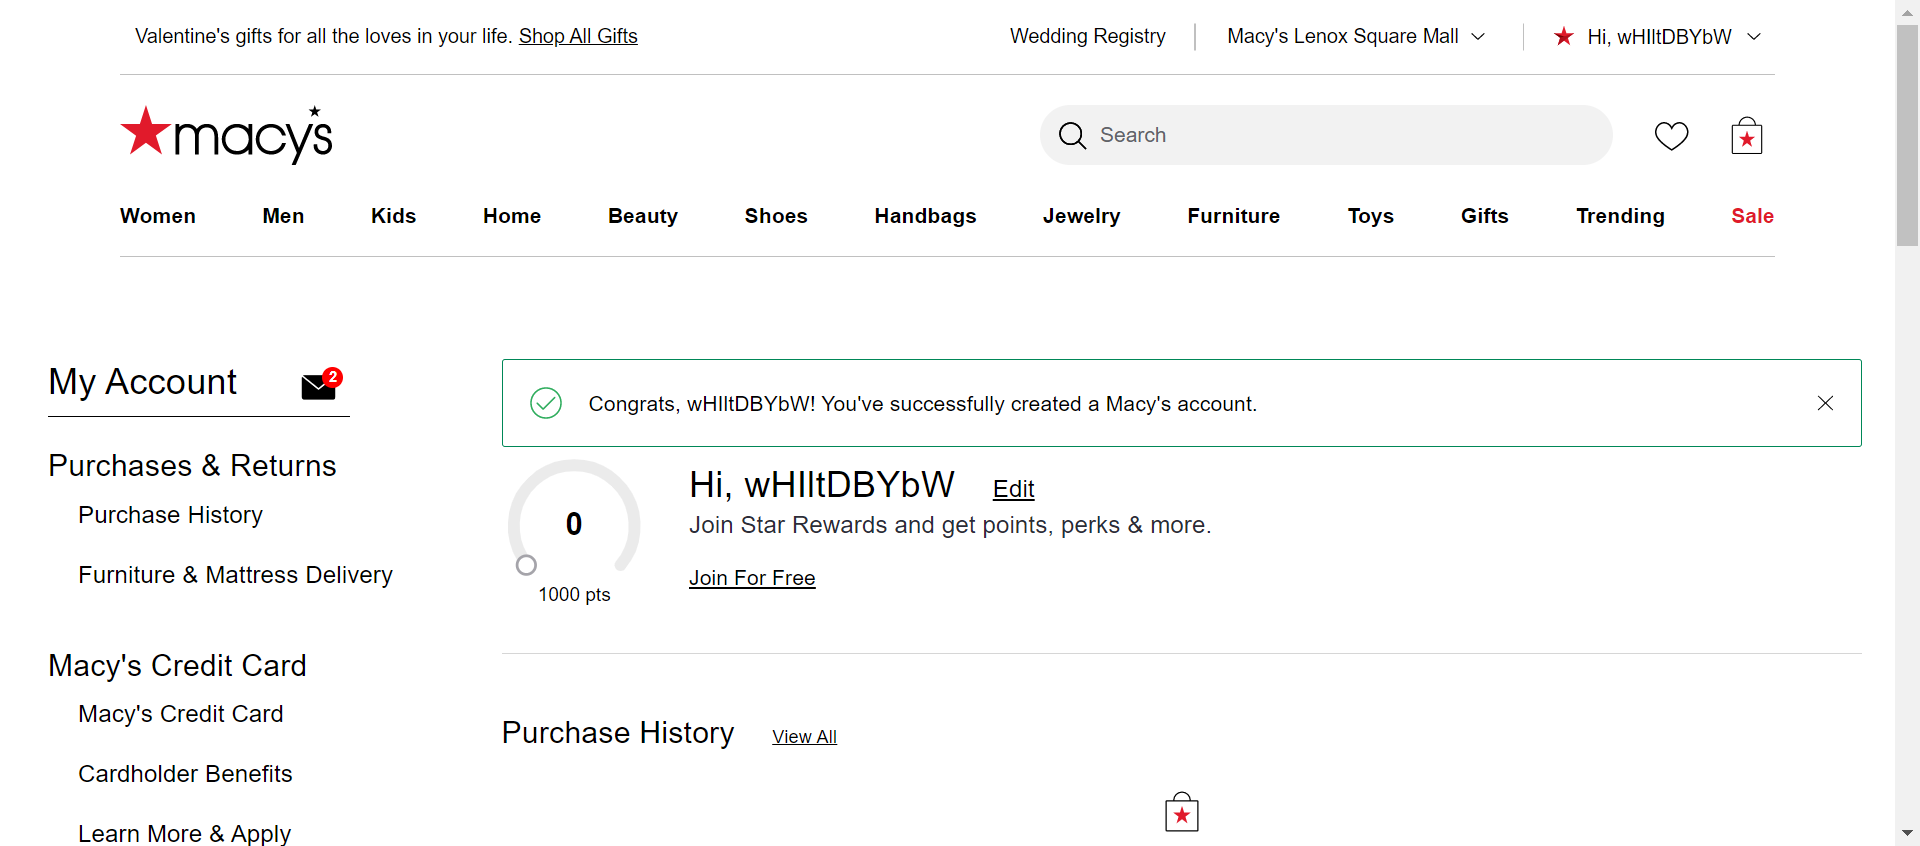 Valentine's gifts for all the loves in your life. Shop All Gifts
Wedding Registry
Macy's Lenox Square Mall
Hi, wHIltDBYbW
macy's
Search
Women
Men
Kids
Home
Beauty
Shoes
Handbags
Jewelry
Furniture
Toys
Gifts
Trending
Sale
My Account
2
Purchases & Returns
Purchase History
Furniture & Mattress Delivery
Macy's Credit Card
Macy's Credit Card
Cardholder Benefits
Learn More & Apply
Congrats, wHIltDBYbW! You've successfully created a Macy's account.
0
1000 pts
Hi, wHIltDBYbW Edit
Join Star Rewards and get points, perks & more.
Join For Free
Purchase History View All